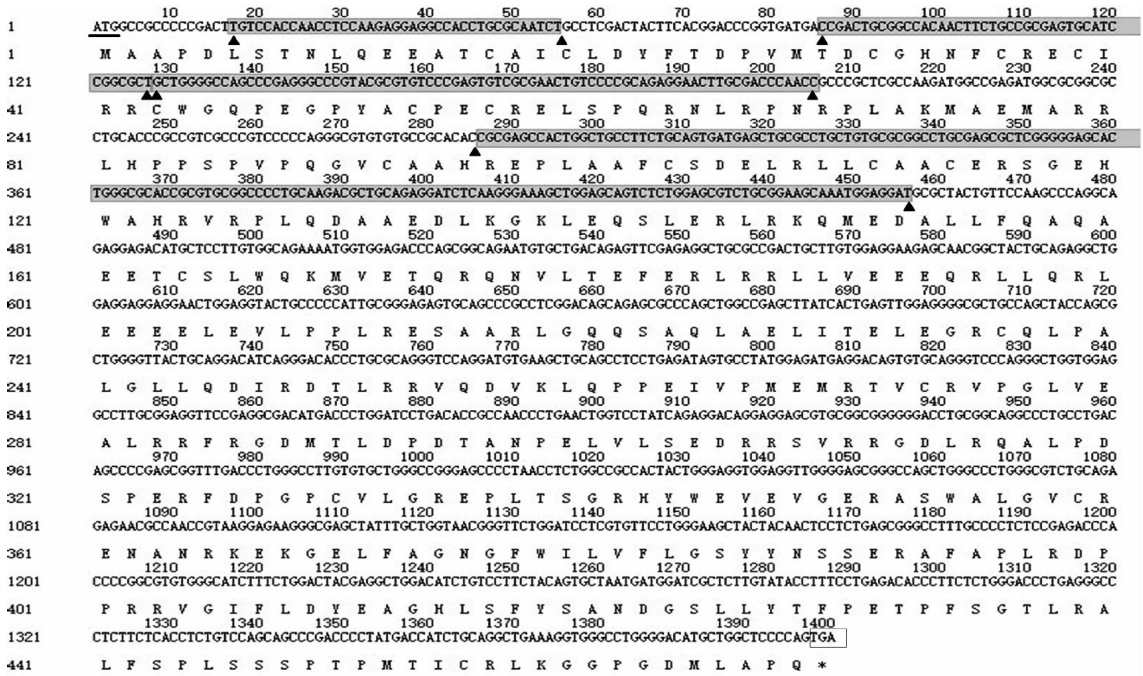 10 20 30 40 50 60 70 80 90 100 110 120
1 ATGGCCGCCCCCGACTTGTCCACCAACCTCCAAGAGGAGGCCACCTGCGCAATCTGCCTCGACTACTTCACGGACCCGGTGATGACCGACTGCGGCCACAACTTCTGCCGCGAGTGCATC
1 M A A P D L S T N L Q E E A T C A I C L D Y F T D P V M T D C G H N F C R E C I
130 140 150 160 170 180 190 200 210 220 230 240
121 CGGCGCTGCTGGGGCCAGCCCGAGGGCCCGTACGCGTGTCCCGAGTGTCGCGAACTGTCCCCGCAGAGGAACTTGCGACCCAACCGCCCGCTCGCCAAGATGGCCGAGATGGCGCGGCGC
41 R R C W G Q P E G P Y A C P E C R E L S P Q R N L R P N R P L A K M A E M A R R
250 260 270 280 290 300 310 320 330 340 350 360
241 CTGCACCCGCCGTCGCCCGTCCCCCAGGGCGTGTGTGCCGCACACCGCGAGCCACTGGCTGCCTTCTGCAGTGATGAGCTGCGCCTGCTGTGCGCGGCCTGCGAGCGCTCGGGGGAGCAC
81 L H P P S P V P Q G V C A A H R E P L A A F C S D E L R L L C A A C E R S G E H
370 380 390 400 410 420 430 440 450 460 470 480
361 TGGGCGCACCGCGTGCGGCCCCTGCAAGACGCTGCAGAGGATCTCAAGGGAAAGCTGGAGCAGTCTCTGGAGCGTCTGCGGAAGCAAATGGAGGATGCGCTACTGTTCCAAGCCCAGGCA
121 W A H R V R P L Q D A A E D L K G K L E Q S L E R L R K Q M E D A L L F Q A Q A
490 500 510 520 530 540 550 560 570 580 590 600
481 GAGGAGACATGCTCCTTGTGGCAGAAAATGGTGGAGACCCAGCGGCAGAATGTGCTGACAGAGTTCGAGAGGCTGCGCCGACTGCTTGTGGAGGAAGAGCAACGGCTACTGCAGAGGCTG
161 E E T C S L W Q K M V E T Q R Q N V L T E F E R L R R L L V E E E Q R L L Q R L
610 620 630 640 650 660 670 680 690 700 710 720
601 GAGGAGGAGGAACTGGAGGTACTGCCCCCATTGCGGGAGAGTGCAGCCCGCCTCGGACAGCAGAGCGCCCAGCTGGCCGAGCTTATCACTGAGTTGGAGGGGCGCTGCCAGCTACCAGCG
201 E E E E L E V L P P L R E S A A R L G Q Q S A Q L A E L I T E L E G R C Q L P A
730 740 750 760 770 780 790 800 810 820 830 840
721 CTGGGGTTACTGCAGGACATCAGGGACACCCTGCGCAGGGTCCAGGATGTGAAGCTGCAGCCTCCTGAGATAGTGCCTATGGAGATGAGGACAGTGTGCAGGGTCCCAGGGCTGGTGGAG
241 L G L L Q D I R D T L R R V Q D V K L Q P P E I V P M E M R T V C R V P G L V E
850 860 870 880 890 900 910 920 930 940 950 960
841 GCCTTGCGGAGGTTCCGAGGCGACATGACCCTGGATCCTGACACCGCCAACCCTGAACTGGTCCTATCAGAGGACAGGAGGAGCGTGCGGCGGGGGGACCTGCGGCAGGCCCTGCCTGAC
281 A L R R F R G D M T L D P D T A N P E L V L S E D R R S V R R G D L R Q A L P D
970 980 990 1000 1010 1020 1030 1040 1050 1060 1070 1080
961 AGCCCCGAGCGGTTTGACCCTGGGCCTTGTGTGCTGGGCCGGGAGCCCCTAACCTCTGGCCGCCACTACTGGGAGGTGGAGGTTGGGGAGCGGGCCAGCTGGGCCCTGGGCGTCTGCAGA
321 S P E R F D P G P C V L G R E P L T S G R H Y W E V E V G E R A S W A L G V C R
1090 1100 1110 1120 1130 1140 1150 1160 1170 1180 1190 1200
1081 GAGAACGCCAACCGTAAGGAGAAGGGCGAGCTATTTGCTGGTAACGGGTTCTGGATCCTCGTGTTCCTGGGAAGCTACTACAACTCCTCTGAGCGGGCCTTTGCCCCTCTCCGAGACCCA
361 E N A N R K E K G E L F A G N G F W I L V F L G S Y Y N S S E R A F A P L R D P
1210 1220 1230 1240 1250 1260 1270 1280 1290 1300 1310 1320
1201 CCCCGGCGTGTGGGCATCTTTCTGGACTACGAGGCTGGACATCTGTCCTTCTACAGTGCTAATGATGGATCGCTCTTGTATACCTTTCCTGAGACACCCTTCTCTGGGACCCTGAGGGCC
401 P R R V G I F L D Y E A G H L S F Y S A N D G S L L Y T F P E T P F S G T L R A
1330 1340 1350 1360 1370 1380 1390 1400
1321 CTCTTCTCACCTCTGTCCAGCAGCCCGACCCCTATGACCATCTGCAGGCTGAAAGGTGGGCCTGGGGACATGCTGGCTCCCCAGTGA
441 L F S P L S S S P T P M T I C R L K G G P G D M L A P Q *